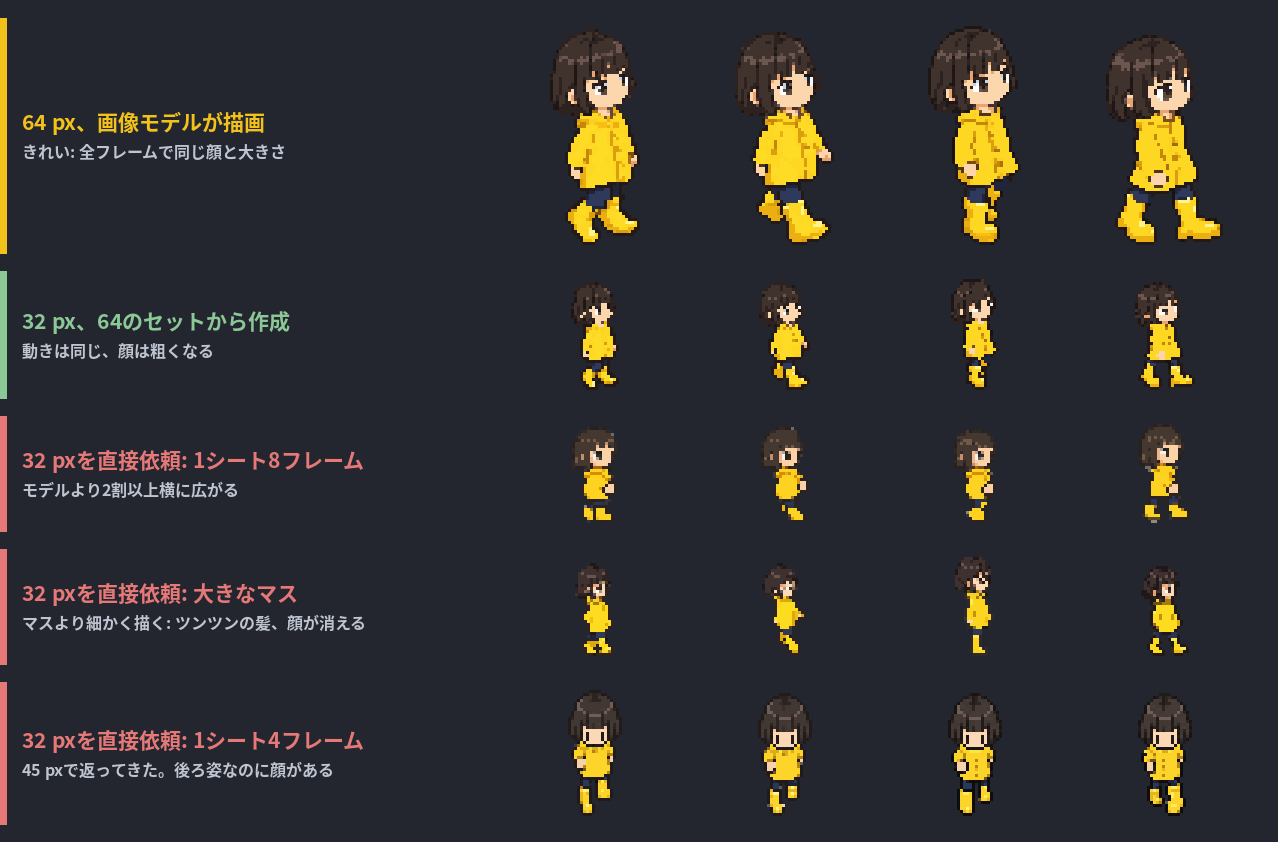 64 px、画像モデルが描画
きれい: 全フレームで同じ顔と大きさ
32 px、64のセットから作成
動きは同じ、顔は粗くなる
32 pxを直接依頼: 1シート8フレーム
モデルより2割以上横に広がる
32 pxを直接依頼: 大きなマス
マスより細かく描く: ツンツンの髪、顔が消える
32 pxを直接依頼: 1シート4フレーム
45 pxで返ってきた。後ろ姿なのに顔がある